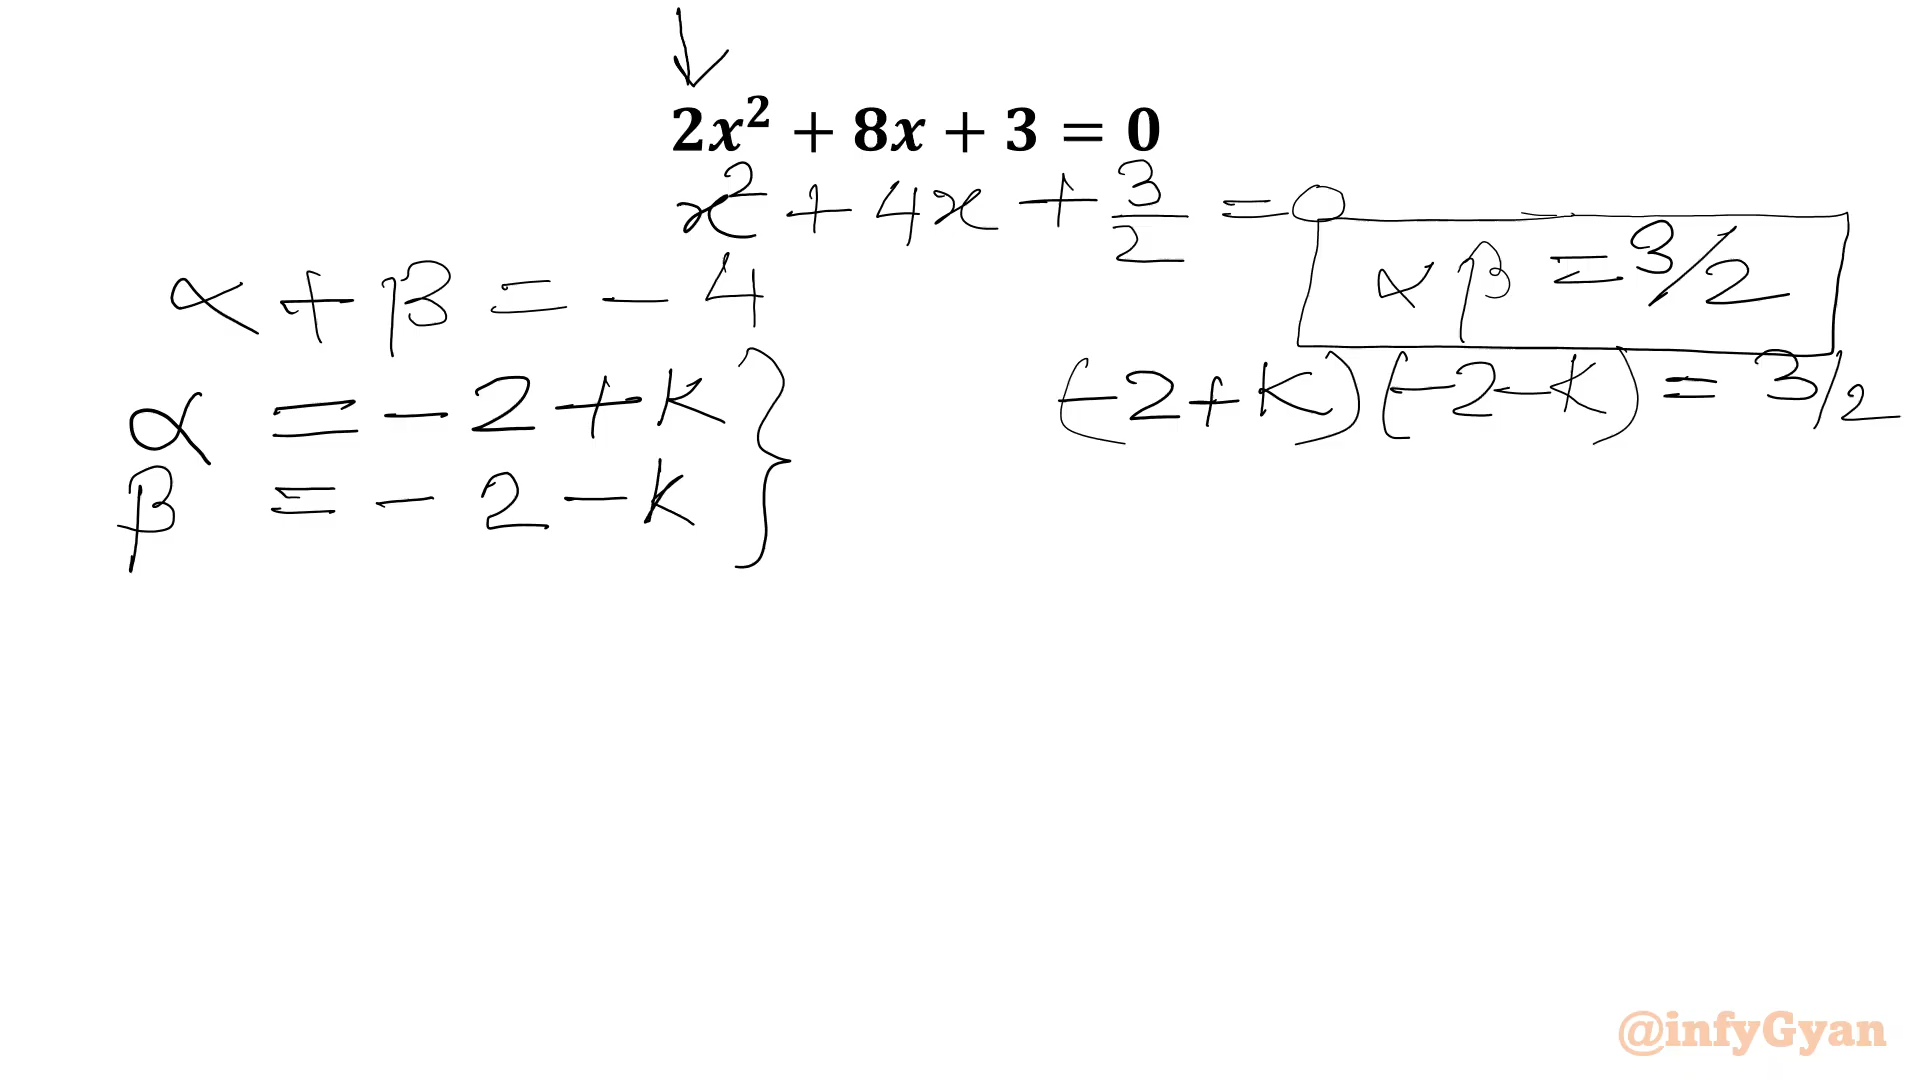 2x² + 8x + 3 = 0
x² + 4x + 3/2 = 0
α + β = - 4
αβ = 3/2
α = - 2 + K
(-2+K)(-2-K) = 3/2
β = - 2 - K
@infyGyan